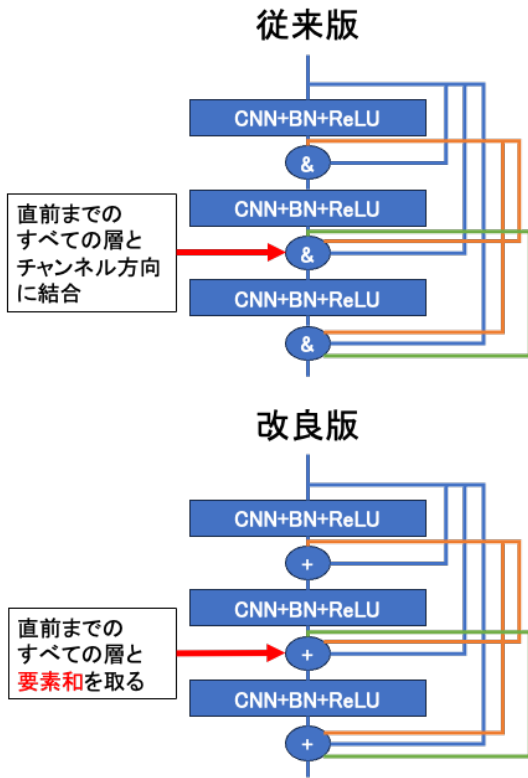 従来版
CNN+BN+ReLU
&
CNN+BN+ReLU
直前までの
すべての層と
チャンネル方向
に結合
&
CNN+BN+ReLU
&
改良版
CNN+BN+ReLU
+
CNN+BN+ReLU
直前までの
すべての層と
要素和を取る
+
CNN+BN+ReLU
+